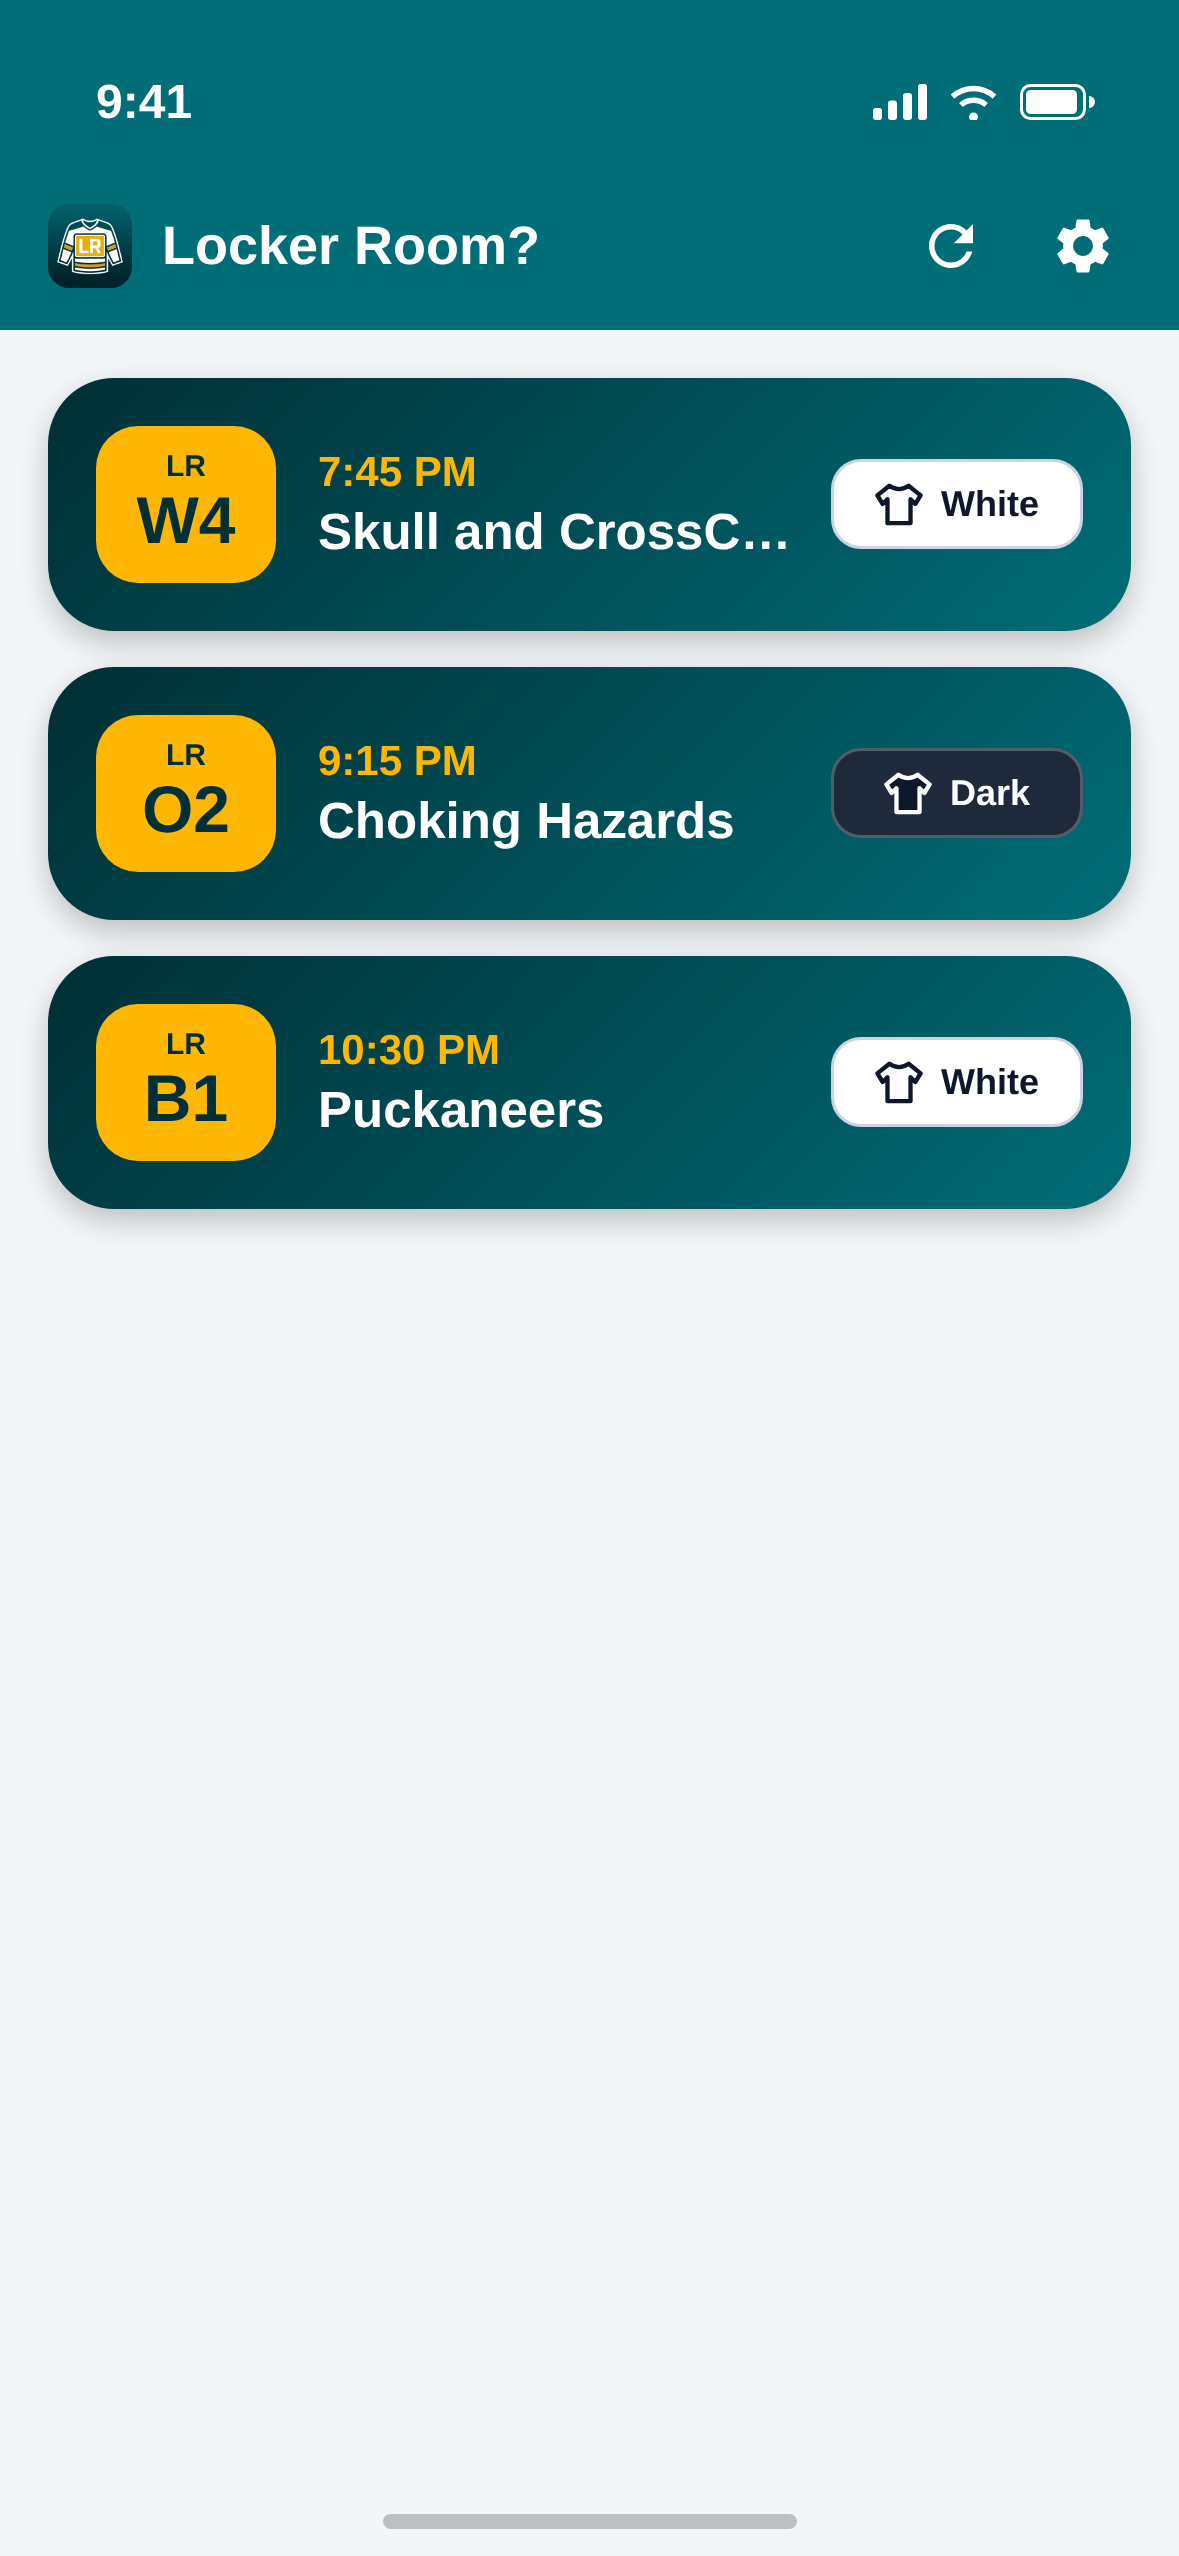 9:41
LR
Locker Room?
LR
W4
7:45 PM
Skull and CrossC...
White
LR
O2
9:15 PM
Choking Hazards
Dark
LR
B1
10:30 PM
Puckaneers
White